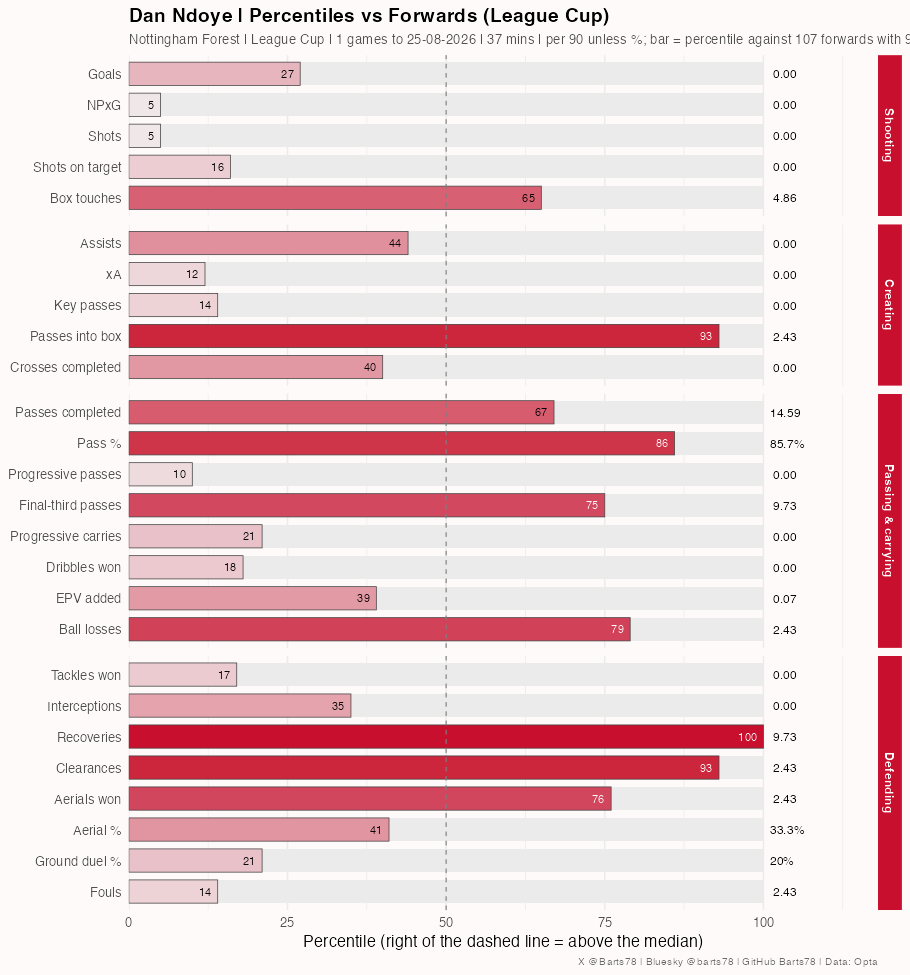 Dan Ndoye | Percentiles vs Forwards (League Cup)
Nottingham Forest | League Cup | 1 games to 25-08-2026 | 37 mins | per 90 unless %; bar = percentile against 107 forwards with 9
Goals 27 0.00
NPxG 5 0.00
Shots 5 0.00
Shots on target 16 0.00
Box touches 65 4.86
Shooting
Assists 44 0.00
xA 12 0.00
Key passes 14 0.00
Passes into box 93 2.43
Crosses completed 40 0.00
Creating
Passes completed 67 14.59
Pass % 86 85.7%
Progressive passes 10 0.00
Final-third passes 75 9.73
Progressive carries 21 0.00
Dribbles won 18 0.00
EPV added 39 0.07
Ball losses 79 2.43
Passing & carrying
Tackles won 17 0.00
Interceptions 35 0.00
Recoveries 100 9.73
Clearances 93 2.43
Aerials won 76 2.43
Aerial % 41 33.3%
Ground duel % 21 20%
Fouls 14 2.43
Defending
0 25 50 75 100
Percentile (right of the dashed line = above the median)
X @Barts78 | Bluesky @barts78 | GitHub Barts78 | Data: Opta